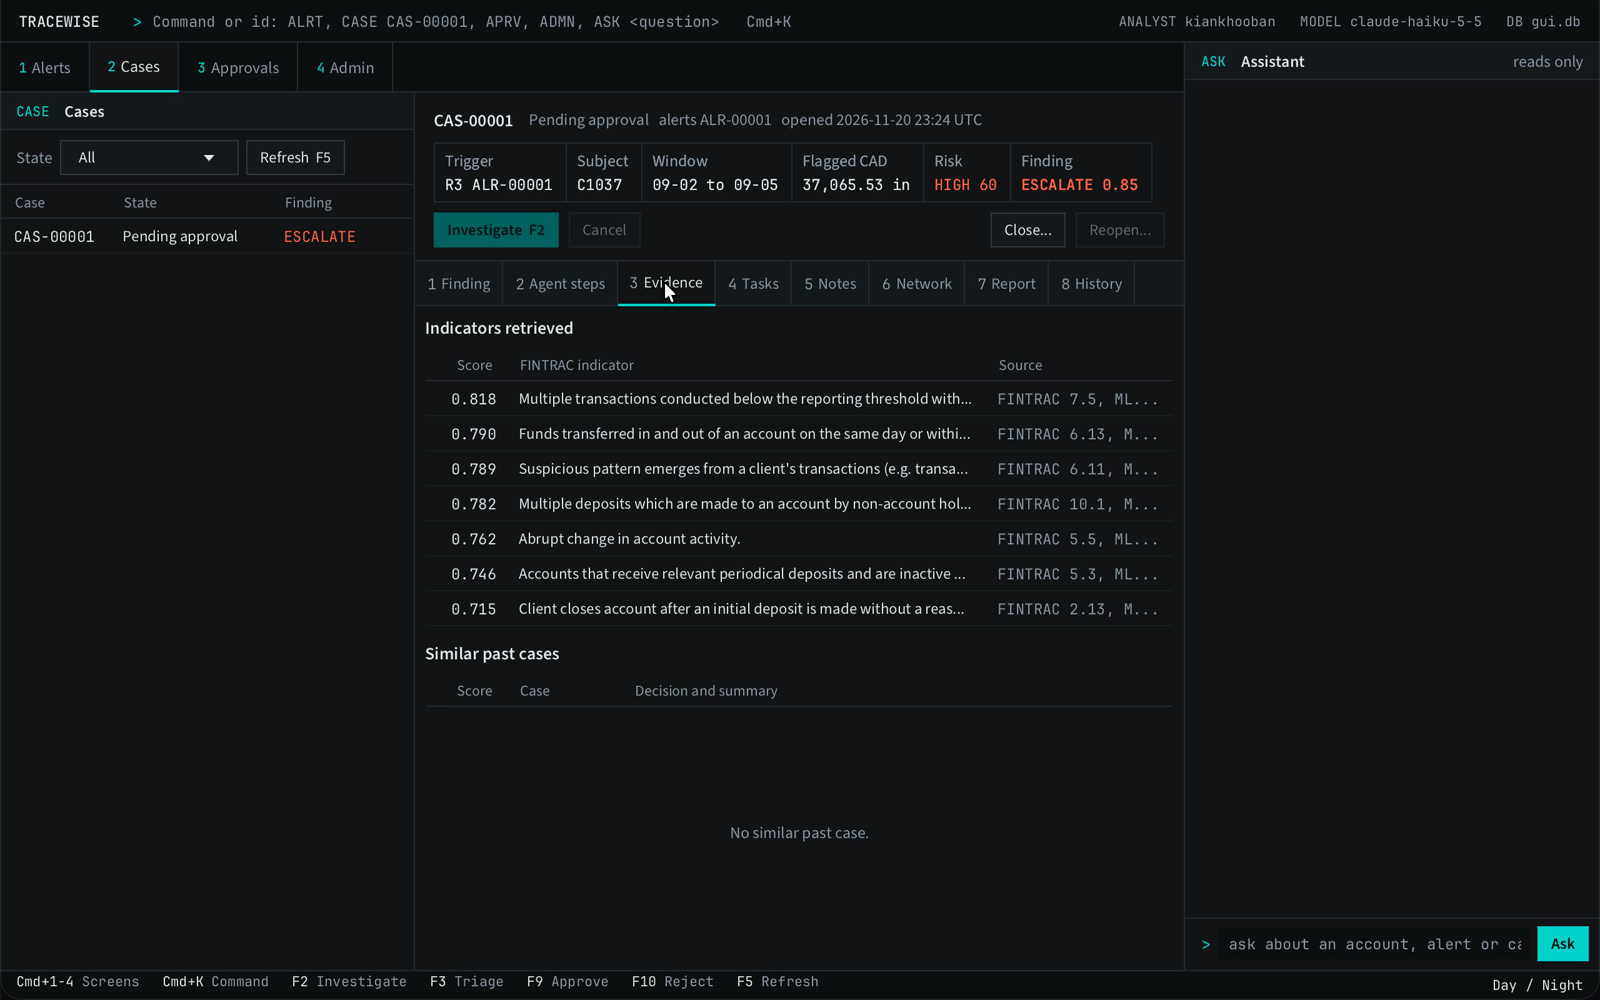 TRACEWISE > Command or id: ALRT, CASE CAS-00001, APRV, ADMN, ASK <question> Cmd+K ANALYST kiankhooban MODEL claude-haiku-5-5 DB gui.db
1 Alerts 2 Cases 3 Approvals 4 Admin
CASE Cases
State All Refresh F5
Case State Finding
CAS-00001 Pending approval ESCALATE
CAS-00001 Pending approval alerts ALR-00001 opened 2026-11-20 23:24 UTC
Trigger Subject Window Flagged CAD Risk Finding
R3 ALR-00001 C1037 09-02 to 09-05 37,065.53 in HIGH 60 ESCALATE 0.85
Investigate F2 Cancel Close... Reopen...
1 Finding 2 Agent steps 3 Evidence 4 Tasks 5 Notes 6 Network 7 Report 8 History
Indicators retrieved
Score FINTRAC indicator Source
0.818 Multiple transactions conducted below the reporting threshold with... FINTRAC 7.5, ML...
0.790 Funds transferred in and out of an account on the same day or withi... FINTRAC 6.13, M...
0.789 Suspicious pattern emerges from a client's transactions (e.g. transa... FINTRAC 6.11, M...
0.782 Multiple deposits which are made to an account by non-account hol... FINTRAC 10.1, M...
0.762 Abrupt change in account activity. FINTRAC 5.5, ML...
0.746 Accounts that receive relevant periodical deposits and are inactive ... FINTRAC 5.3, ML...
0.715 Client closes account after an initial deposit is made without a reas... FINTRAC 2.13, M...
Similar past cases
Score Case Decision and summary
No similar past case.
ASK Assistant reads only
> ask about an account, alert or ca Ask
Cmd+1-4 Screens Cmd+K Command F2 Investigate F3 Triage F9 Approve F10 Reject F5 Refresh Day / Night